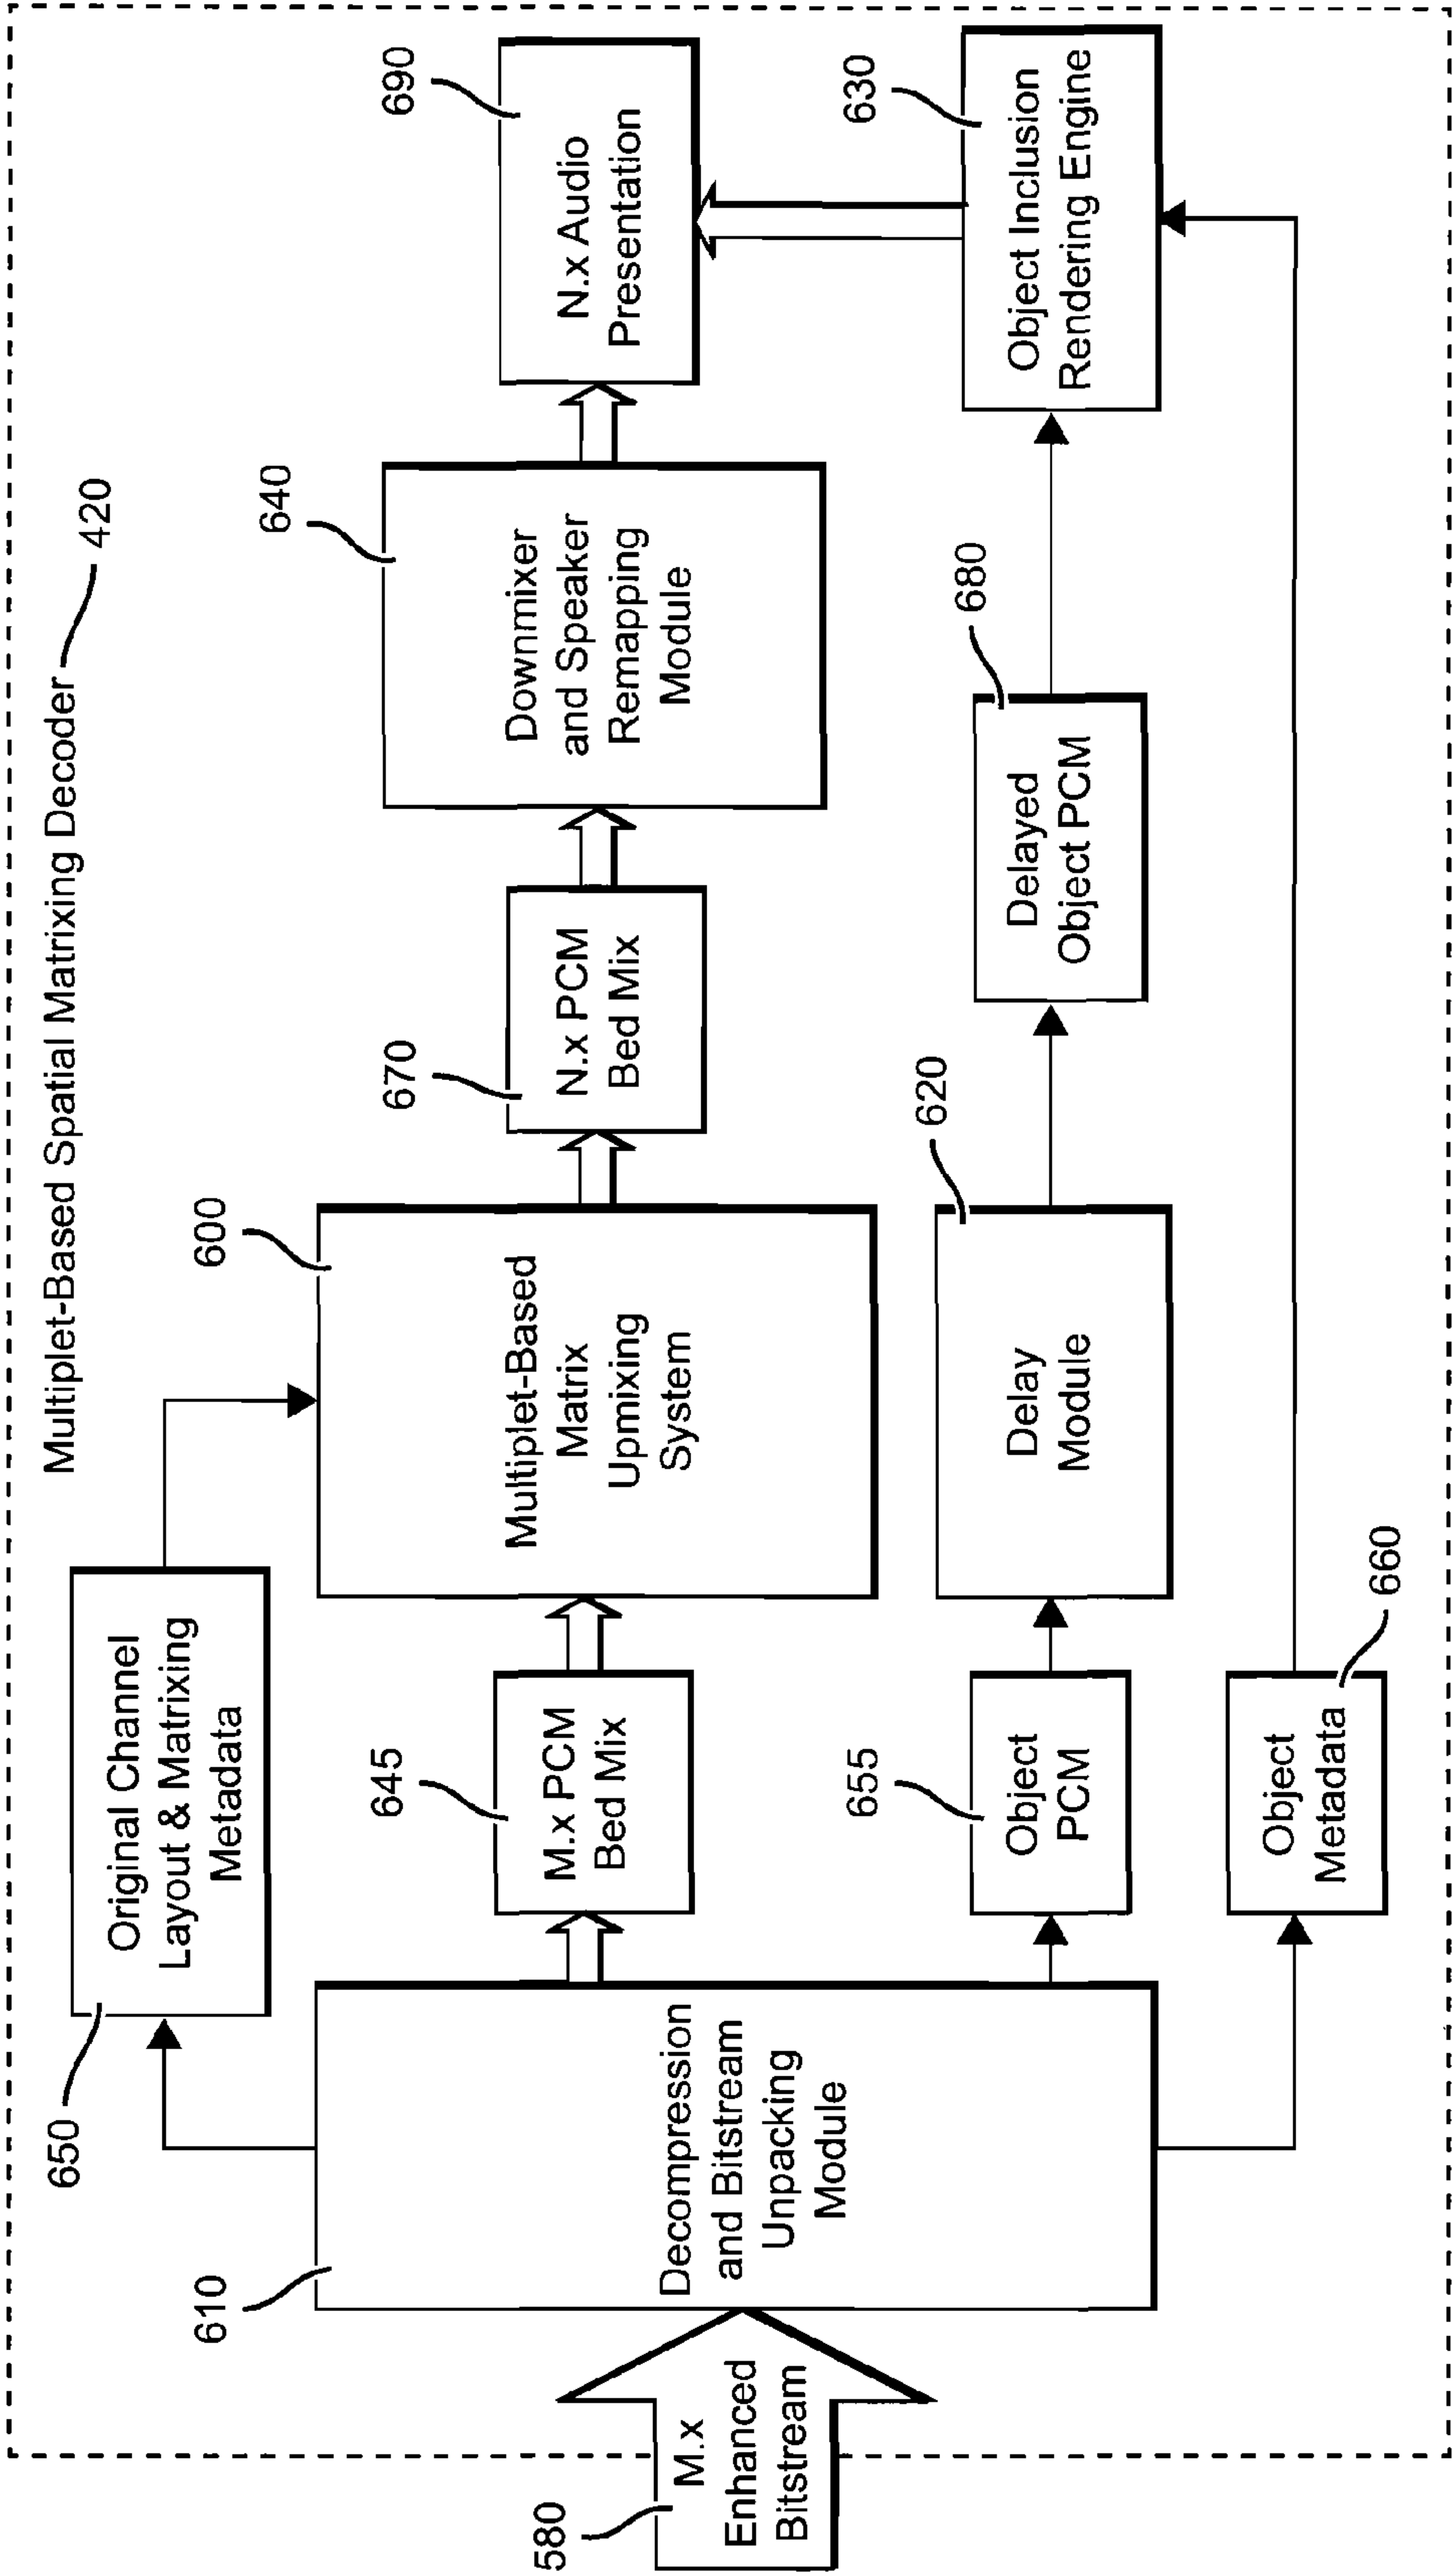 Multiplet-Based Spatial Matrixing Decoder
420
650
Original Channel
Layout & Matrixing
Metadata
580
M.x
Enhanced
Bitstream
610
Decompression
and Bitstream
Unpacking
Module
645
M.x PCM
Bed Mix
600
Multiplet-Based
Matrix
Upmixing
System
670
N.x PCM
Bed Mix
640
Downmixer
and Speaker
Remapping
Module
690
N.x Audio
Presentation
655
Object
PCM
620
Delay
Module
680
Delayed
Object PCM
630
Object Inclusion
Rendering Engine
660
Object
Metadata